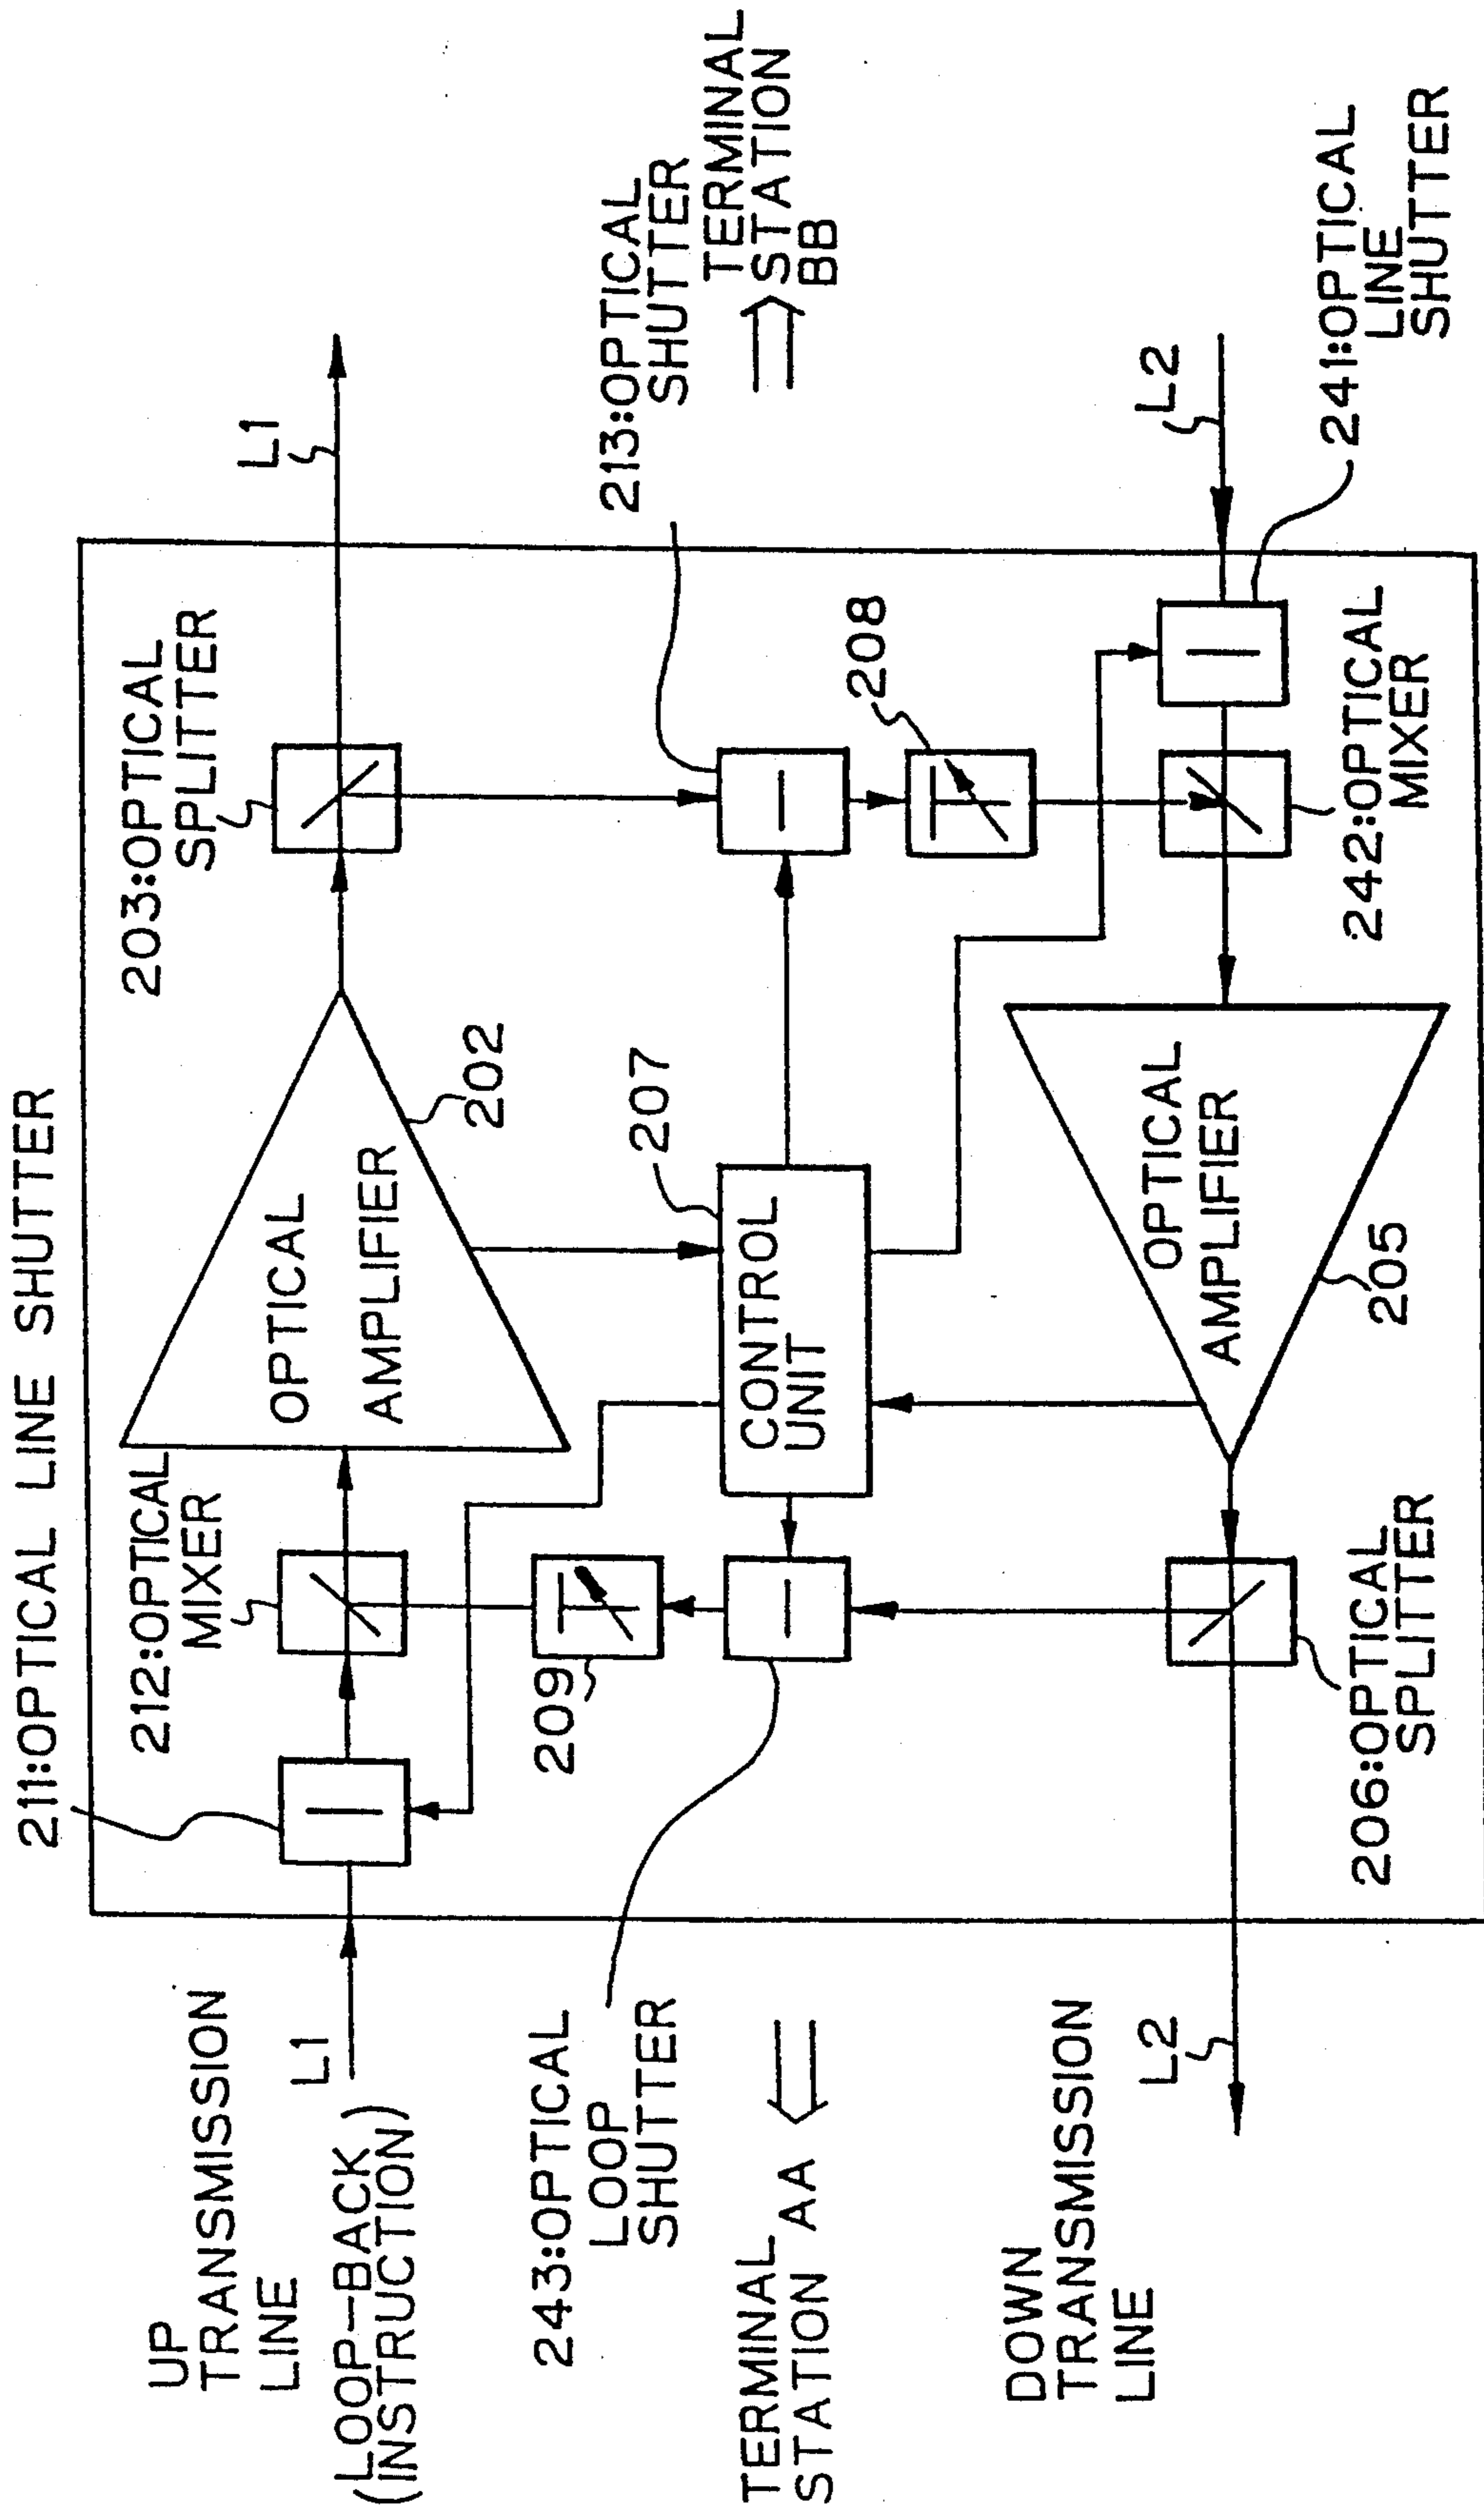 211:OPTICAL LINE SHUTTER
UP
TRANSMISSION
LINE
L1
(LOOP-BACK
INSTRUCTION)
212:OPTICAL
MIXER
OPTICAL
AMPLIFIER
202
203:OPTICAL
SPLITTER
L1
243:OPTICAL
LOOP
SHUTTER
209
207
CONTROL
UNIT
213:OPTICAL
SHUTTER
208
TERMINAL
STATION AA
TERMINAL
STATION
BB
DOWN
TRANSMISSION
LINE
L2
206:OPTICAL
SPLITTER
OPTICAL
AMPLIFIER
205
242:OPTICAL
MIXER
L2
241:OPTICAL
LINE
SHUTTER